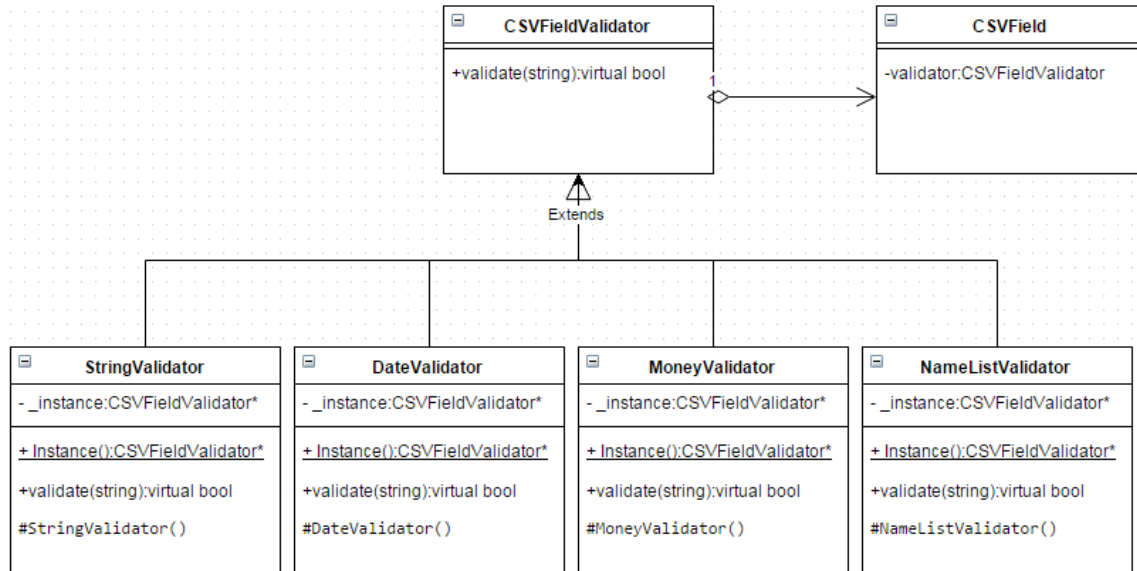 CSVFieldValidator
+validate(string):virtual bool
1
CSVField
-validator:CSVFieldValidator
Extends
StringValidator
- _instance:CSVFieldValidator*
+ Instance():CSVFieldValidator*
+validate(string):virtual bool
#StringValidator()
DateValidator
- _instance:CSVFieldValidator*
+ Instance():CSVFieldValidator*
+validate(string):virtual bool
#DateValidator()
MoneyValidator
- _instance:CSVFieldValidator*
+ Instance():CSVFieldValidator*
+validate(string):virtual bool
#MoneyValidator()
NameListValidator
- _instance:CSVFieldValidator*
+ Instance():CSVFieldValidator*
+validate(string):virtual bool
#NameListValidator()